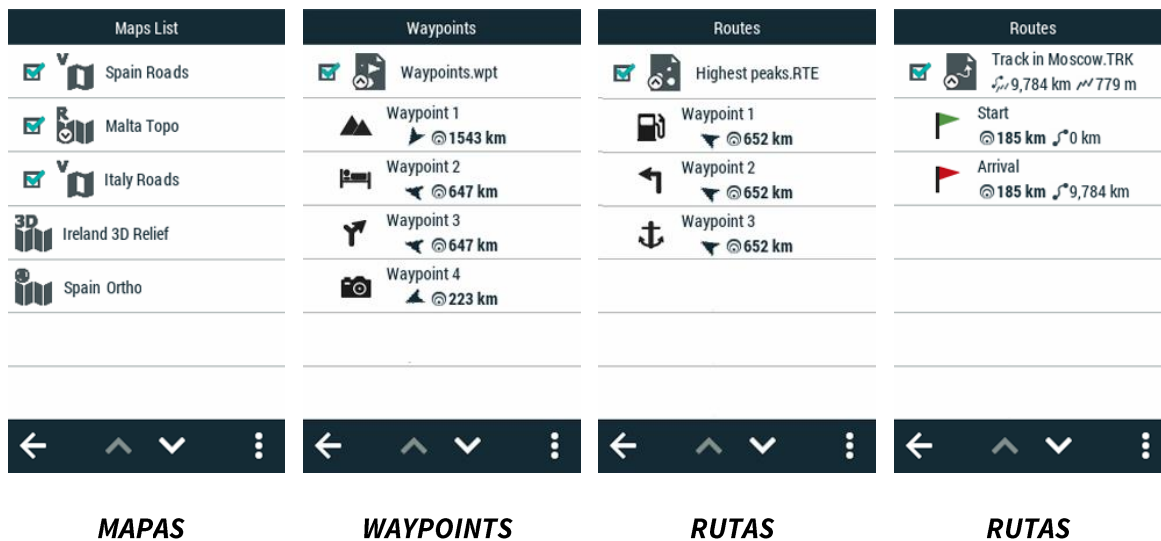 Maps List
V
Spain Roads
R
Malta Topo
V
Italy Roads
3D
Ireland 3D Relief
Spain Ortho
Waypoints
Waypoints.wpt
Waypoint 1
1543 km
Waypoint 2
647 km
Waypoint 3
647 km
Waypoint 4
223 km
Routes
Highest peaks.RTE
Waypoint 1
652 km
Waypoint 2
652 km
Waypoint 3
652 km
Routes
Track in Moscow.TRK
9,784 km 779 m
Start
185 km 0 km
Arrival
185 km 9,784 km
MAPAS
WAYPOINTS
RUTAS
RUTAS